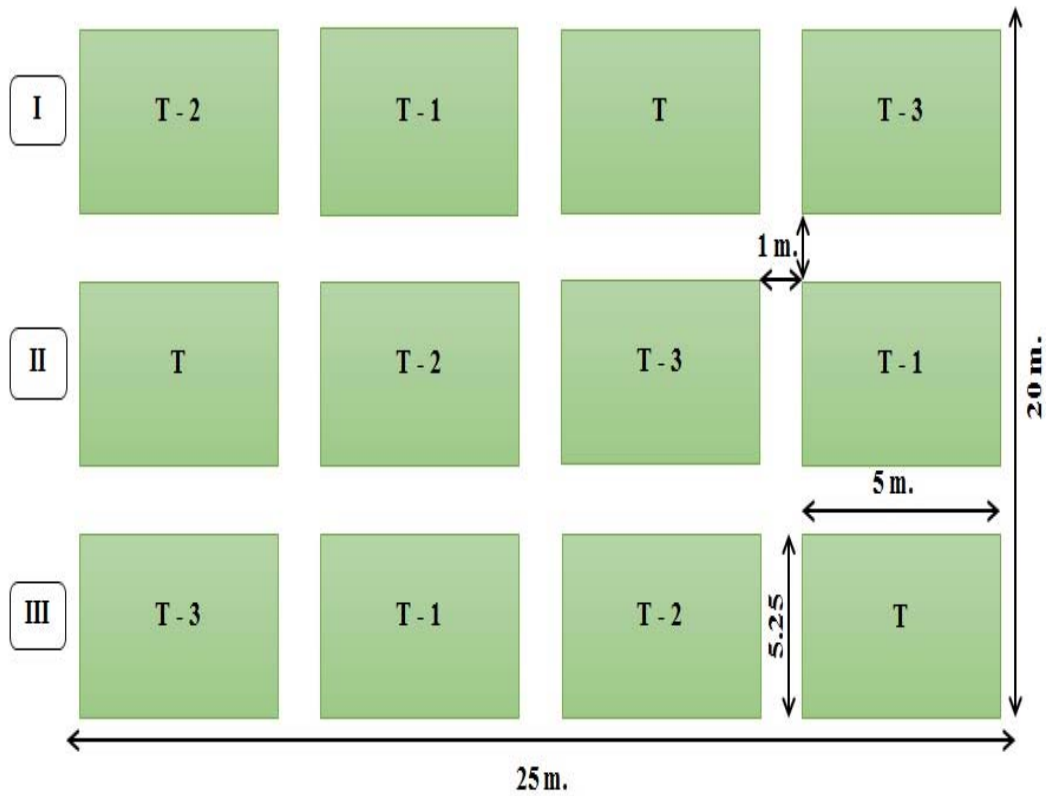 I
T - 2
T - 1
T
T - 3
1 m.
II
T
T - 2
T - 3
T - 1
20 m.
5 m.
III
T - 3
T - 1
T - 2
5.25
T
25 m.